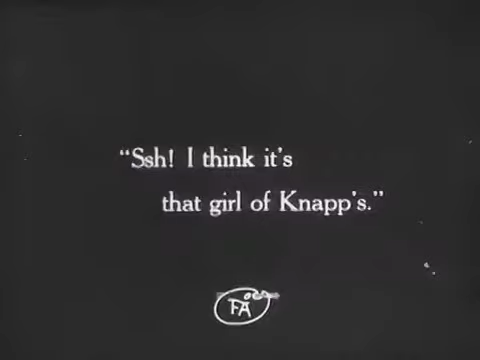 “Ssh! I think it's
that girl of Knapp's.”
FA